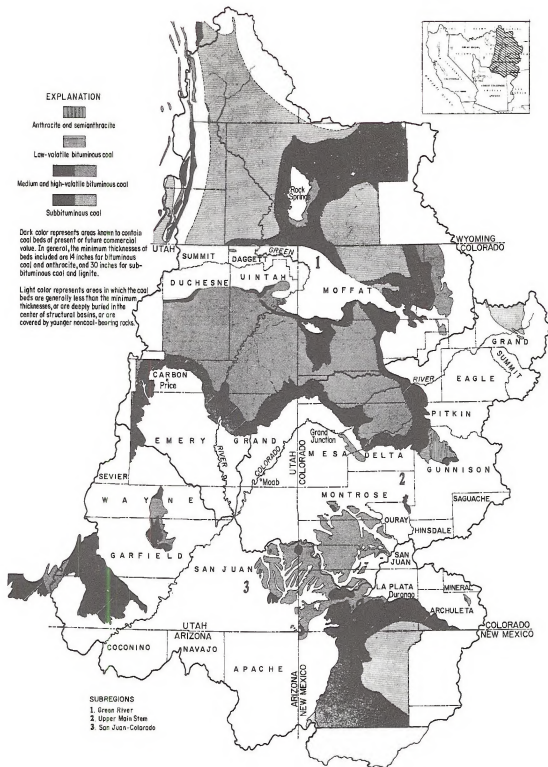 EXPLANATION
Anthracite and semianthracite
Low-volatile bituminous coal
Medium and high-volatile bituminous coal
Subbituminous coal
Dark color represents areas known to contain
coal beds of present or future commercial
value. In general, the minimum thicknesses of
beds included are 14 inches for bituminous
coal and anthracite, and 30 inches for sub-
bituminous coal and lignite.
Light color represents areas in which the coal
beds are generally less than the minimum
thicknesses, or are deeply buried in the
center of structural basins, or are
covered by younger noncoal-bearing rocks.
Rock
Springs
UTAH
WYOMING
COLORADO
SUMMIT
DAGGETT
GREEN
1
UINTAH
DUCHESNE
MOFFAT
GRAND
SUMMIT
EAGLE
RIVER
CARBON
Price
PITKIN
EMERY
GRAND
Grand
Junction
MESA
DELTA
GUNNISON
2
RIVER
COLORADO
UTAH
COLORADO
Moab
SEVIER
WAYNE
MONTROSE
SAGUACHE
OURAY
HINSDALE
GARFIELD
SAN JUAN
3
SAN
JUAN
LA PLATA
Durango
MINERAL
ARCHULETA
UTAH
ARIZONA
COLORADO
NEW MEXICO
COCONINO
NAVAJO
APACHE
ARIZONA
NEW MEXICO
SUBREGIONS
1. Green River
2. Upper Main Stem
3. San Juan-Colorado